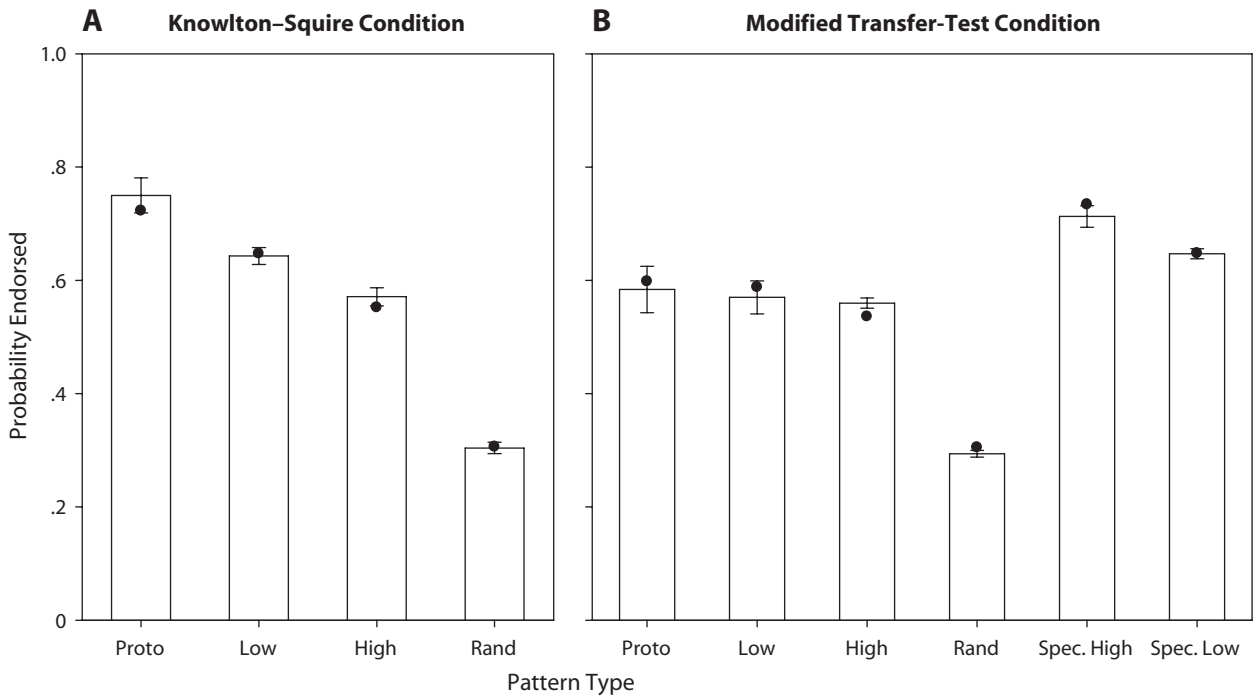 A Knowlton–Squire Condition
B Modified Transfer-Test Condition
Probability Endorsed
1.0
.8
.6
.4
.2
0
Proto Low High Rand
Proto Low High Rand Spec. High Spec. Low
Pattern Type